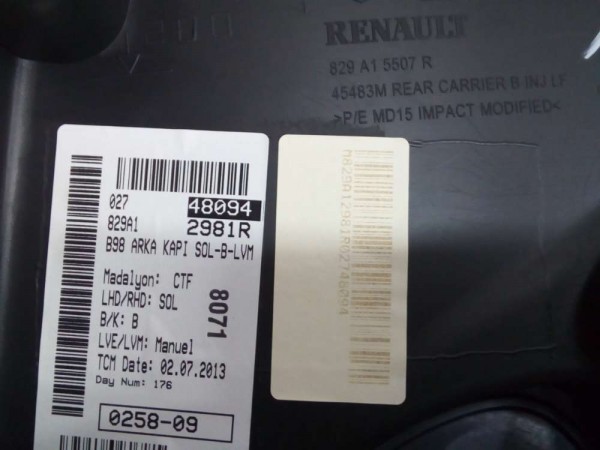 RENAULT
829 A1 5507 R
45483M REAR CARRIER B INJ LF
>P/E MD15 IMPACT MODIFIED<
027 48094
829A1 2981R
B98 ARKA KAPI SOL-B-LVM
Madalyon: CTF
LHD/RHD: SOL
B/K: B
LVE/LVM: Manuel
TCM Date: 02.07.2013
Day Num: 176
8071
0258-09